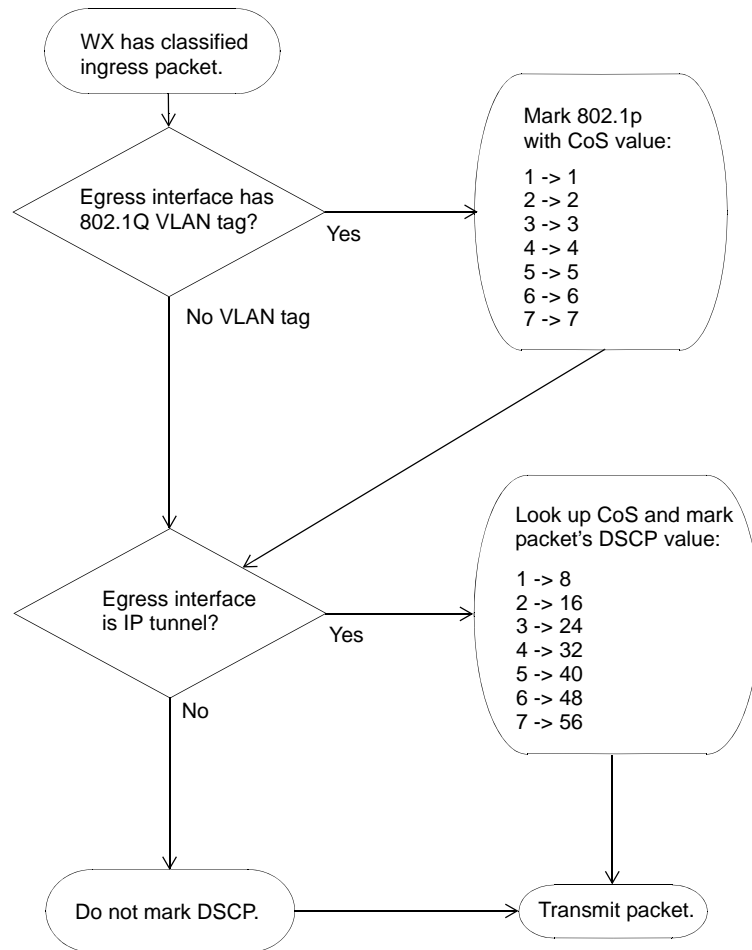 WX has classified
ingress packet.
Mark 802.1p
with CoS value:
1 -> 1
2 -> 2
3 -> 3
4 -> 4
5 -> 5
6 -> 6
7 -> 7
Egress interface has
802.1Q VLAN tag?
Yes
No VLAN tag
Look up CoS and mark
packet's DSCP value:
1 -> 8
2 -> 16
3 -> 24
4 -> 32
5 -> 40
6 -> 48
7 -> 56
Egress interface
is IP tunnel?
Yes
No
Do not mark DSCP.
Transmit packet.